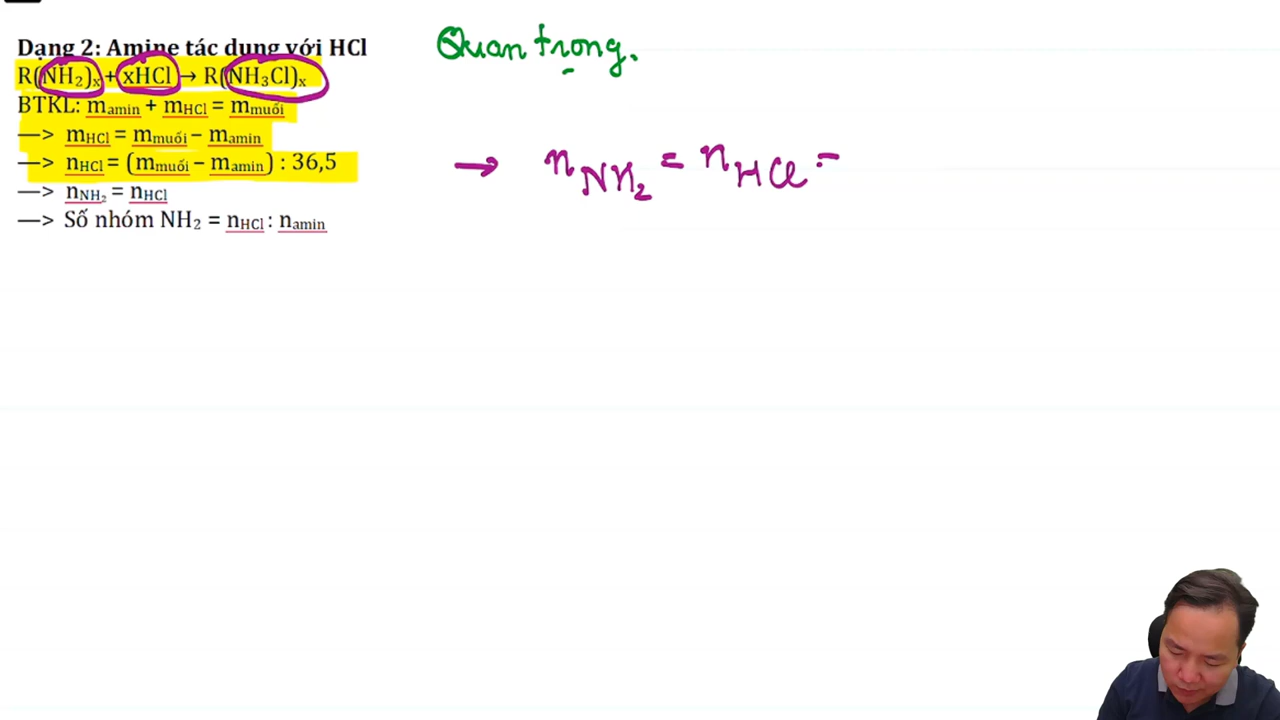 Dạng 2: Amine tác dụng với HCl
R(NH₂)ₓ + xHCl → R(NH₃Cl)ₓ
BTKL: mamin + mHCl = mmuối
—> mHCl = mmuối – mamin
—> nHCl = (mmuối – mamin) : 36,5
—> nNH₂ = nHCl
—> Số nhóm NH₂ = nHCl : namin
Quan trọng.
→ nNH₂ = nHCl =